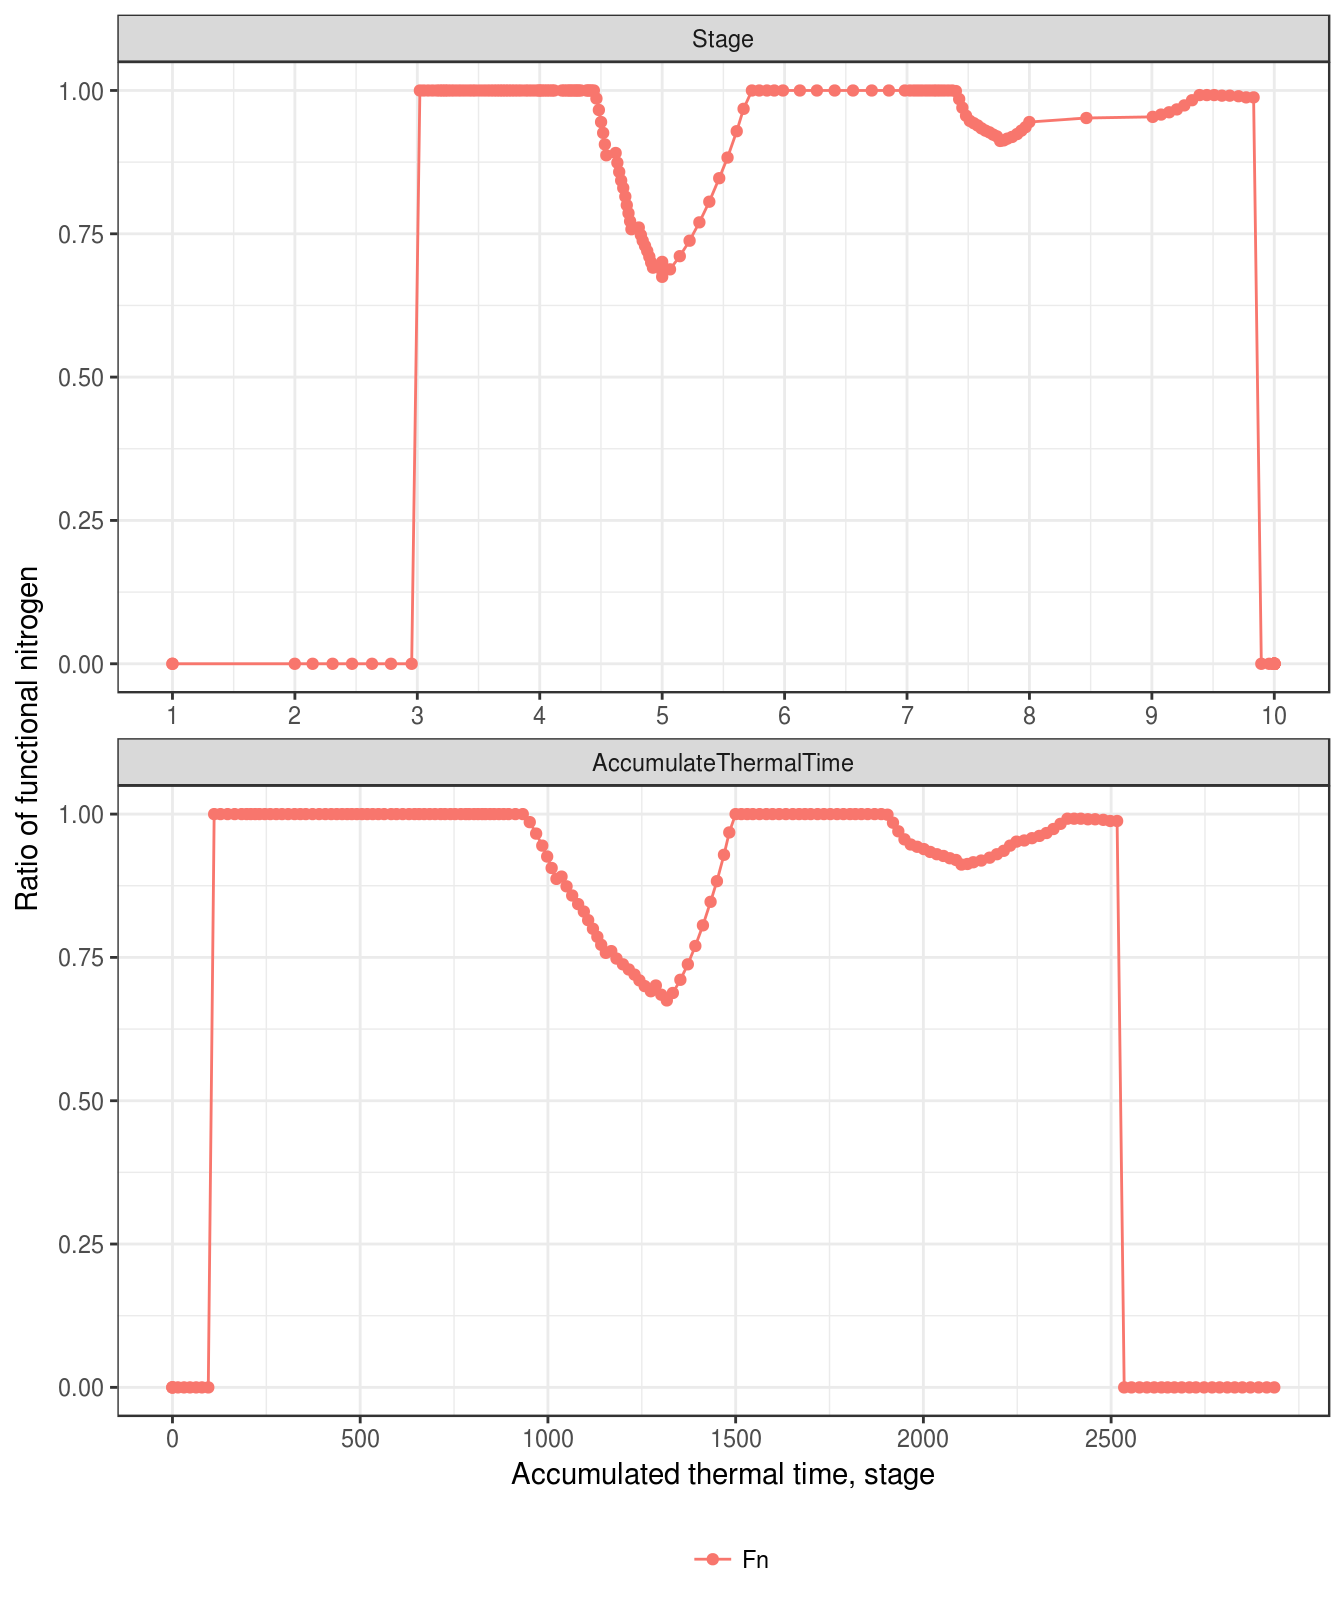 Stage
1.00
0.75
0.50
0.25
0.00
1 2 3 4 5 6 7 8 9 10
Ratio of functional nitrogen
AccumulateThermalTime
1.00
0.75
0.50
0.25
0.00
0 500 1000 1500 2000 2500
Accumulated thermal time, stage
Fn